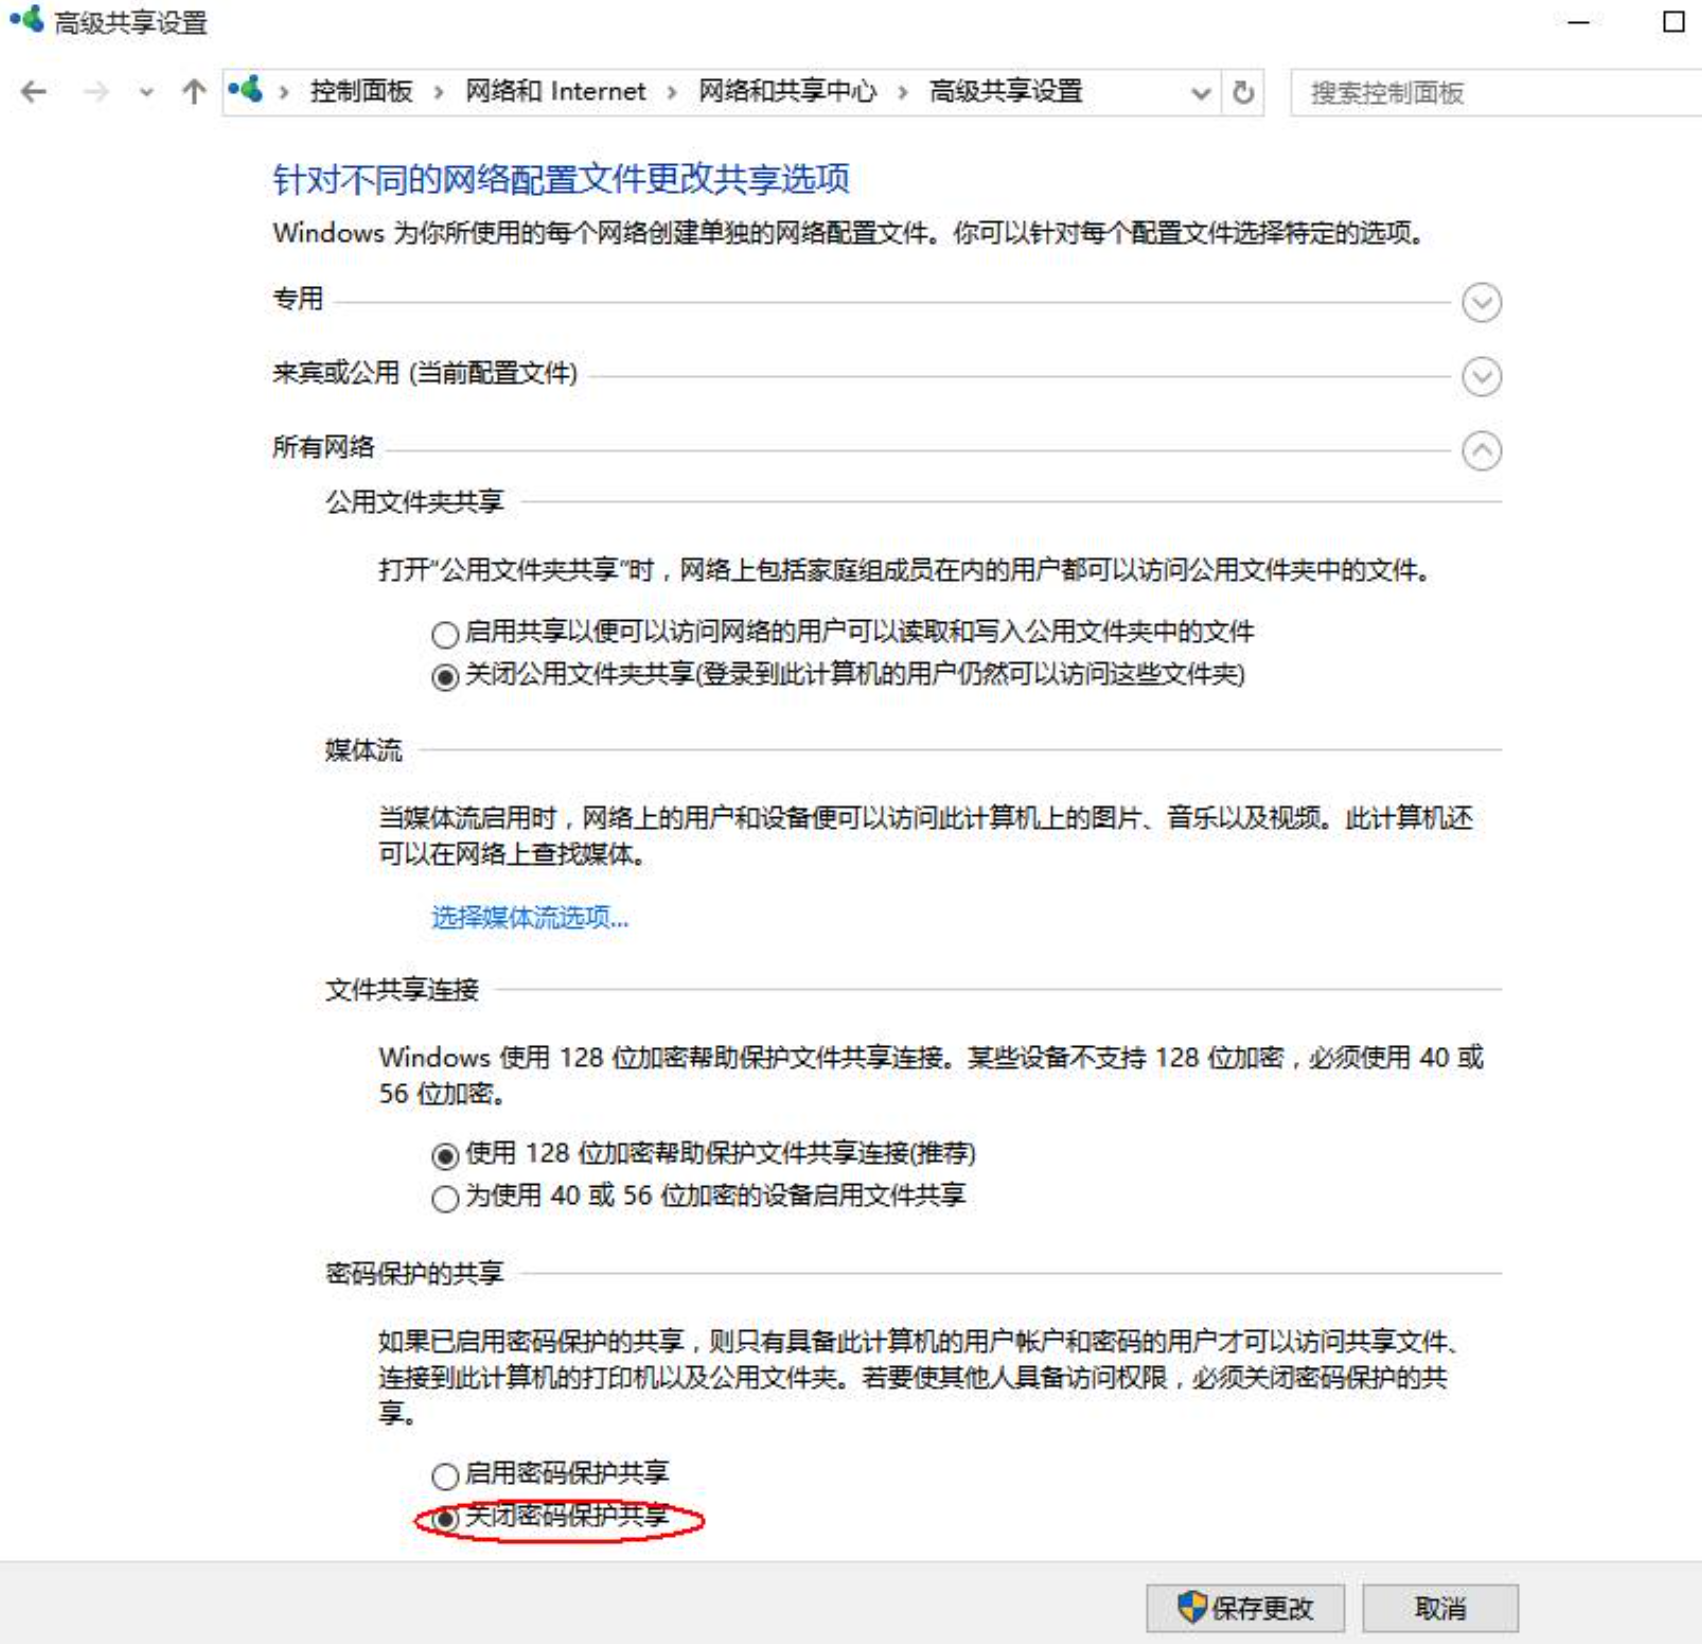 高级共享设置
控制面板 › 网络和 Internet › 网络和共享中心 › 高级共享设置
搜索控制面板
针对不同的网络配置文件更改共享选项
Windows 为你所使用的每个网络创建单独的网络配置文件。你可以针对每个配置文件选择特定的选项。
专用
来宾或公用 (当前配置文件)
所有网络
公用文件夹共享
打开“公用文件夹共享”时，网络上包括家庭组成员在内的用户都可以访问公用文件夹中的文件。
启用共享以便可以访问网络的用户可以读取和写入公用文件夹中的文件
关闭公用文件夹共享(登录到此计算机的用户仍然可以访问这些文件夹)
媒体流
当媒体流启用时，网络上的用户和设备便可以访问此计算机上的图片、音乐以及视频。此计算机还
可以在网络上查找媒体。
选择媒体流选项...
文件共享连接
Windows 使用 128 位加密帮助保护文件共享连接。某些设备不支持 128 位加密，必须使用 40 或
56 位加密。
使用 128 位加密帮助保护文件共享连接(推荐)
为使用 40 或 56 位加密的设备启用文件共享
密码保护的共享
如果已启用密码保护的共享，则只有具备此计算机的用户帐户和密码的用户才可以访问共享文件、
连接到此计算机的打印机以及公用文件夹。若要使其他人具备访问权限，必须关闭密码保护的共
享。
启用密码保护共享
关闭密码保护共享
保存更改
取消